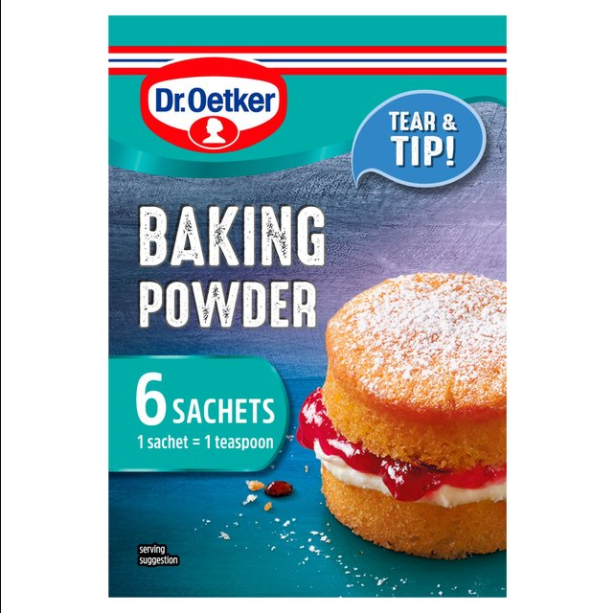 Dr. Oetker
TEAR &
TIP!
BAKING
POWDER
6 SACHETS
1 sachet = 1 teaspoon
serving
suggestion